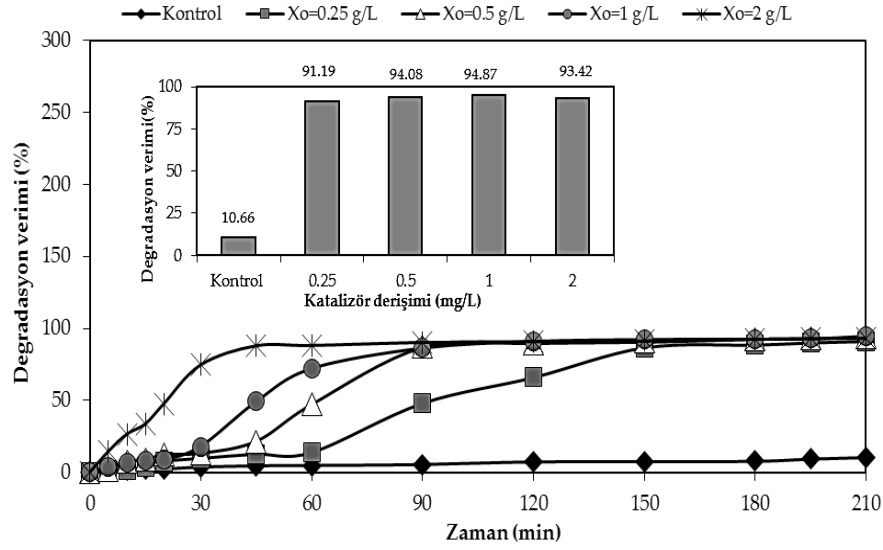 Kontrol Xo=0.25 g/L Xo=0.5 g/L Xo=1 g/L Xo=2 g/L
Degradasyon verimi (%)
300
250
200
150
100
50
0
0 30 60 90 120 150 180 210
Zaman (min)
Degradasyon verimi(%)
100
75
50
25
0
10.66 91.19 94.08 94.87 93.42
Kontrol 0.25 0.5 1 2
Katalizör derişimi (mg/L)